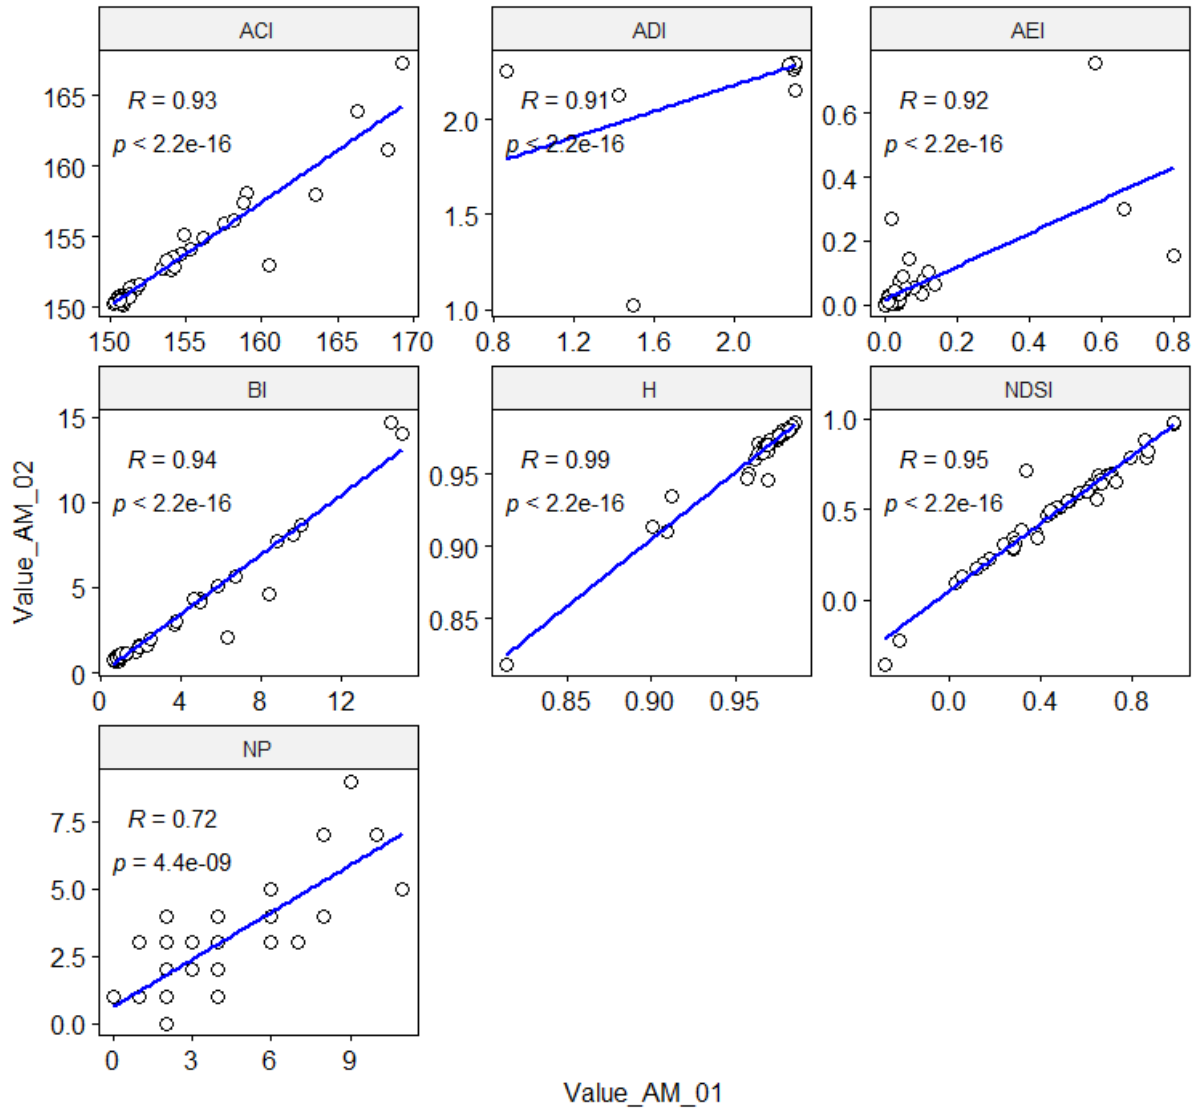 ACI
ADI
AEI
R = 0.93
p < 2.2e-16
165
160
155
150
150
155
160
165
170
R = 0.91
p < 2.2e-16
2.0
1.5
1.0
0.8
1.2
1.6
2.0
R = 0.92
p < 2.2e-16
0.6
0.4
0.2
0.0
0.0
0.2
0.4
0.6
0.8
BI
H
NDSI
R = 0.94
p < 2.2e-16
15
10
5
0
0
4
8
12
R = 0.99
p < 2.2e-16
0.95
0.90
0.85
0.85
0.90
0.95
R = 0.95
p < 2.2e-16
1.0
0.5
0.0
0.0
0.4
0.8
NP
R = 0.72
p = 4.4e-09
7.5
5.0
2.5
0.0
0
3
6
9
Value_AM_02
Value_AM_01